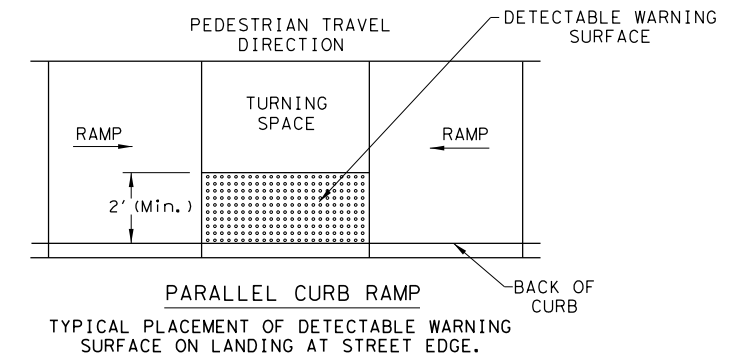 PEDESTRIAN TRAVEL
DIRECTION
DETECTABLE WARNING
SURFACE
TURNING
SPACE
RAMP
RAMP
2' (Min.)
BACK OF
CURB
PARALLEL CURB RAMP
TYPICAL PLACEMENT OF DETECTABLE WARNING
SURFACE ON LANDING AT STREET EDGE.